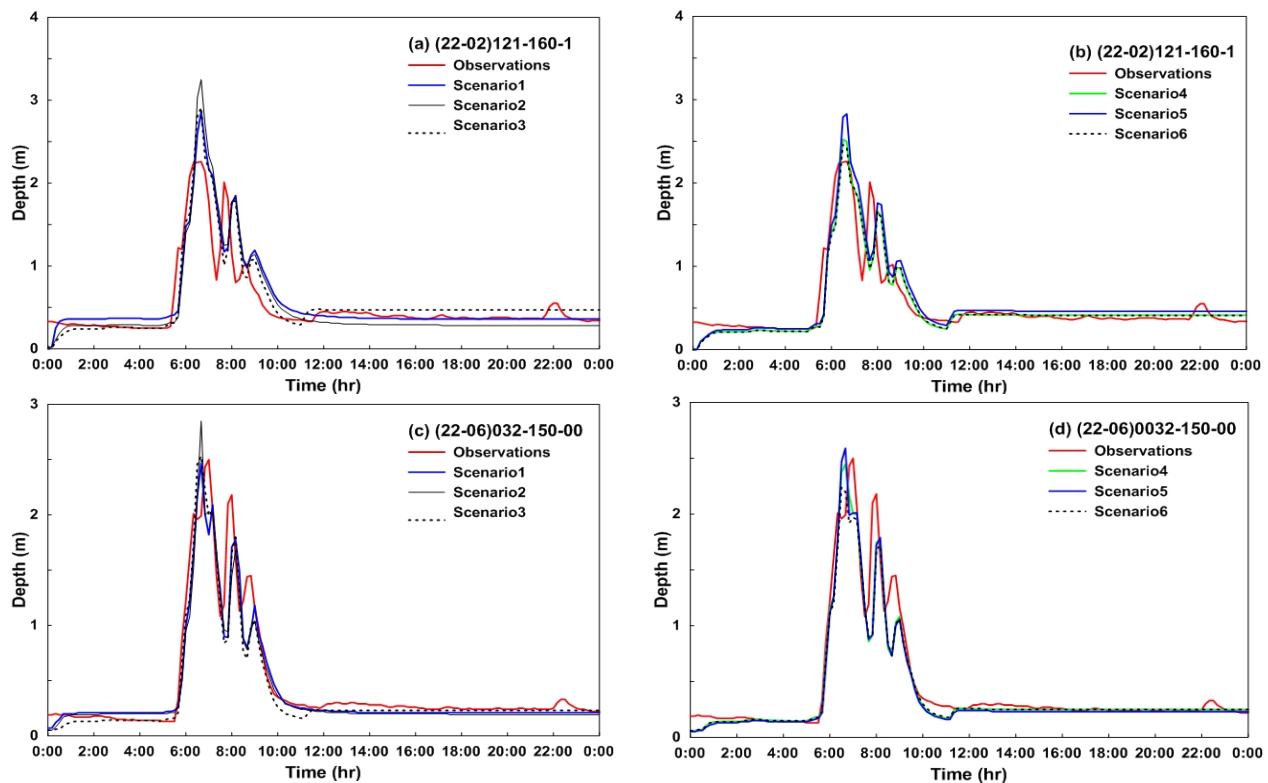 4
3
2
1
0
Depth (m)
(a) (22-02)121-160-1
Observations
Scenario1
Scenario2
Scenario3
0:00 2:00 4:00 6:00 8:00 10:00 12:00 14:00 16:00 18:00 20:00 22:00 0:00
Time (hr)
4
3
2
1
0
Depth (m)
(b) (22-02)121-160-1
Observations
Scenario4
Scenario5
Scenario6
0:00 2:00 4:00 6:00 8:00 10:00 12:00 14:00 16:00 18:00 20:00 22:00 0:00
Time (hr)
3
2
1
0
Depth (m)
(c) (22-06)032-150-00
Observations
Scenario1
Scenario2
Scenario3
0:00 2:00 4:00 6:00 8:00 10:00 12:00 14:00 16:00 18:00 20:00 22:00 0:00
Time (hr)
3
2
1
0
Depth (m)
(d) (22-06)0032-150-00
Observations
Scenario4
Scenario5
Scenario6
0:00 2:00 4:00 6:00 8:00 10:00 12:00 14:00 16:00 18:00 20:00 22:00 0:00
Time (hr)